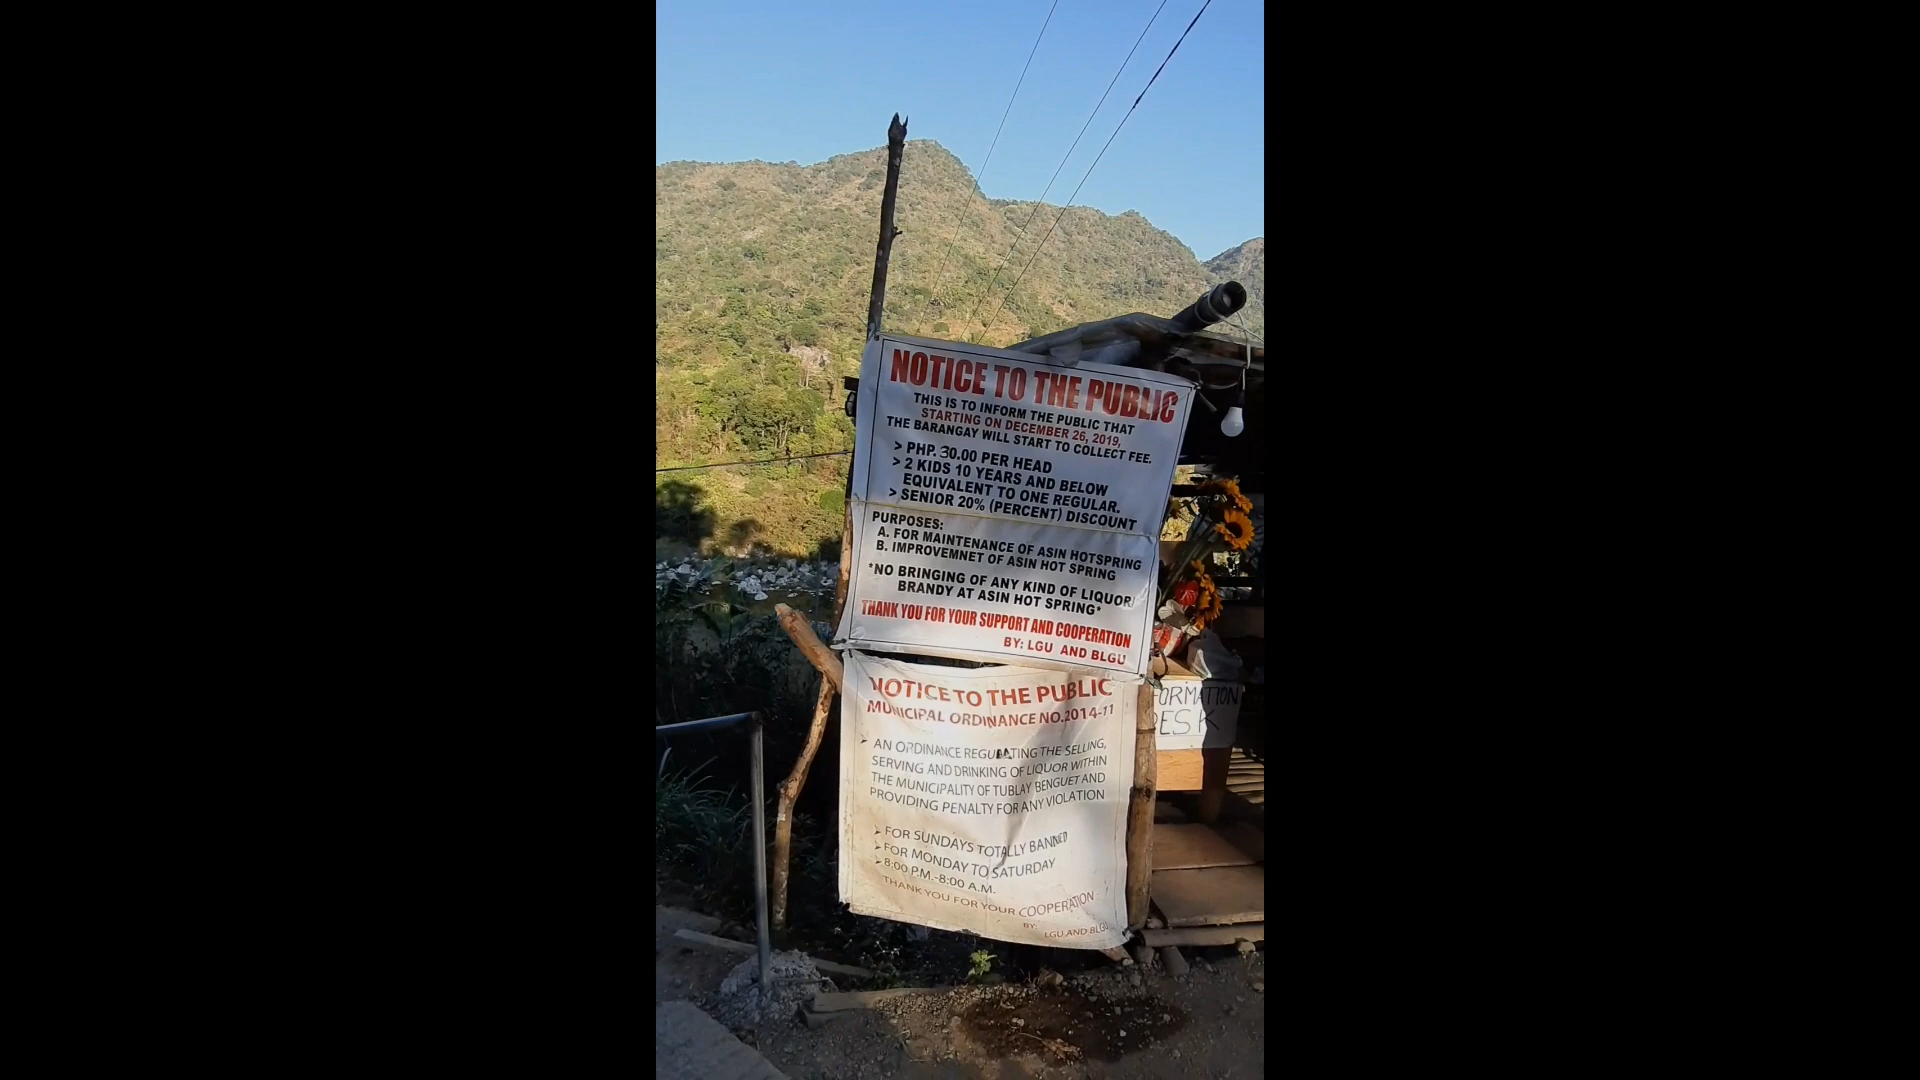 NOTICE TO THE PUBLIC
THIS IS TO INFORM THE PUBLIC THAT
STARTING ON DECEMBER 26, 2019,
THE BARANGAY WILL START TO COLLECT FEE.
> PHP. 30.00 PER HEAD
> 2 KIDS 10 YEARS AND BELOW
EQUIVALENT TO ONE REGULAR.
> SENIOR 20% (PERCENT) DISCOUNT
PURPOSES:
A. FOR MAINTENANCE OF ASIN HOTSPRING
B. IMPROVEMNET OF ASIN HOT SPRING
*NO BRINGING OF ANY KIND OF LIQUOR/
BRANDY AT ASIN HOT SPRING*
THANK YOU FOR YOUR SUPPORT AND COOPERATION
BY: LGU AND BLGU
NOTICE TO THE PUBLIC
MUNICIPAL ORDINANCE NO.2014-11
➢ AN ORDINANCE REGULATING THE SELLING,
SERVING AND DRINKING OF LIQUOR WITHIN
THE MUNICIPALITY OF TUBLAY BENGUET AND
PROVIDING PENALTY FOR ANY VIOLATION
➢ FOR SUNDAYS TOTALLY BANNED
➢ FOR MONDAY TO SATURDAY
➢ 8:00 P.M.-8:00 A.M.
THANK YOU FOR YOUR COOPERATION
BY:
LGU AND BLGU
FORMATION
DESK